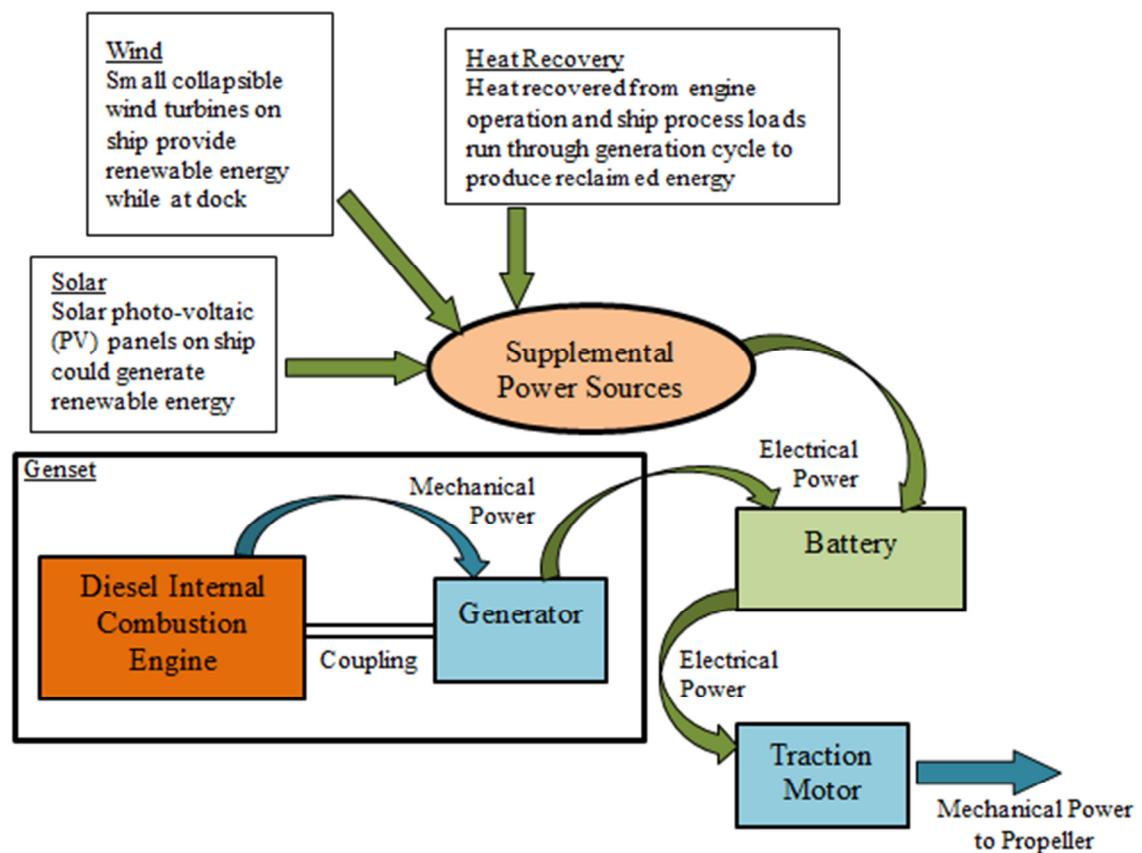 Wind
Small collapsible
wind turbines on
ship provide
renewable energy
while at dock
Heat Recovery
Heat recovered from engine
operation and ship process loads
run through generation cycle to
produce reclaimed energy
Solar
Solar photo-voltaic
(PV) panels on ship
could generate
renewable energy
Supplemental
Power Sources
Genset
Mechanical
Power
Electrical
Power
Battery
Diesel Internal
Combustion
Engine
Coupling
Generator
Electrical
Power
Traction
Motor
Mechanical Power
to Propeller